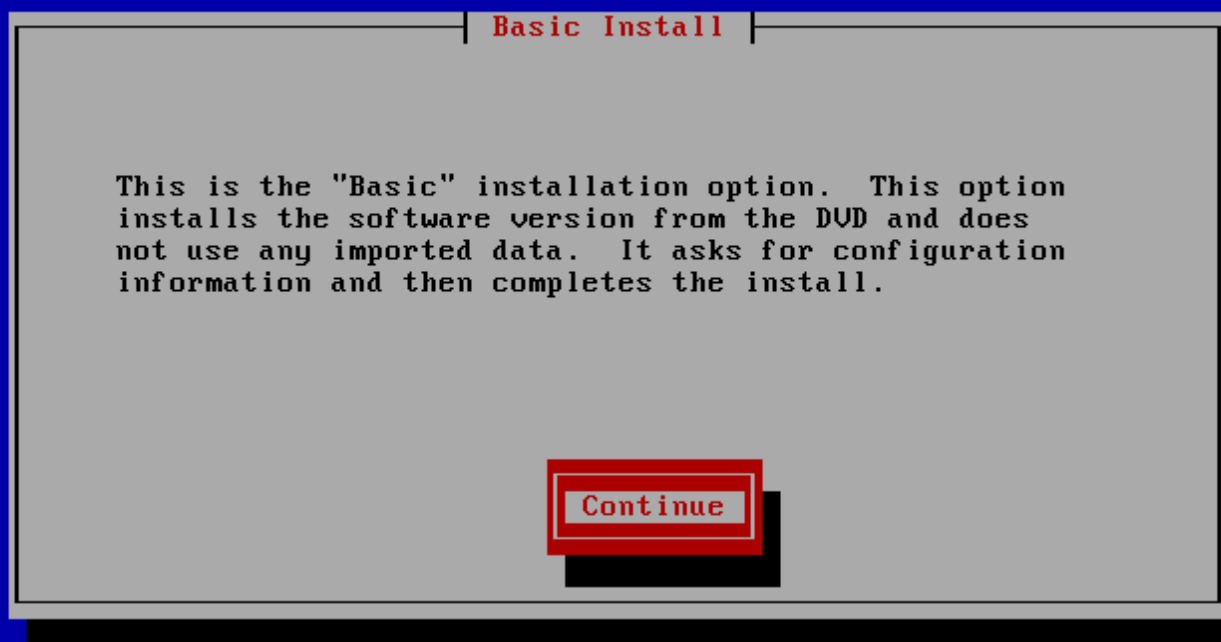 Basic Install
This is the "Basic" installation option.  This option
installs the software version from the DVD and does
not use any imported data.  It asks for configuration
information and then completes the install.
Continue